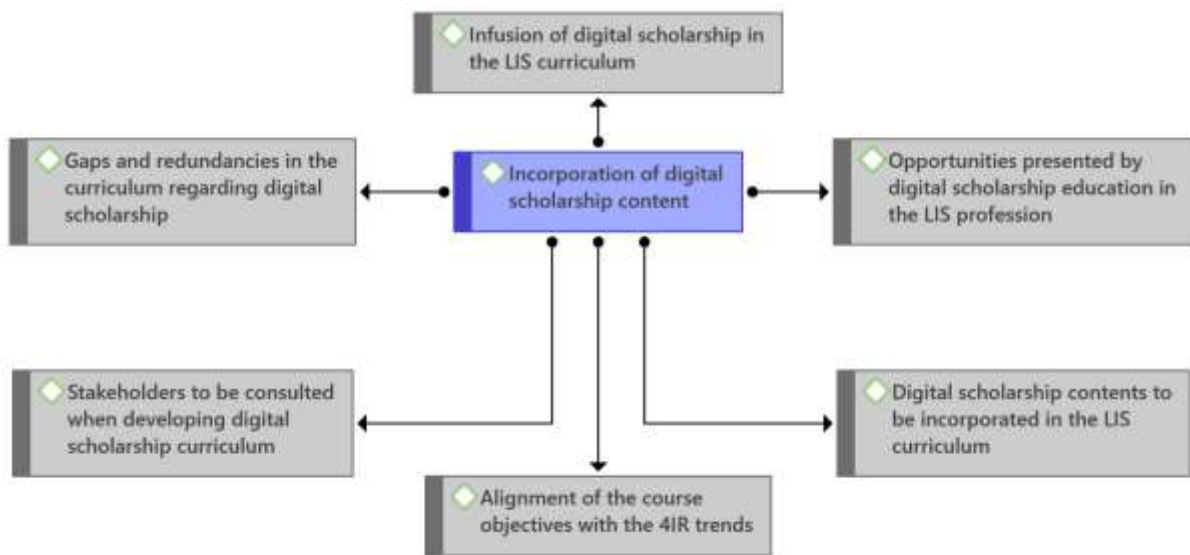 Infusion of digital scholarship in
the LIS curriculum
Gaps and redundancies in the
curriculum regarding digital
scholarship
Incorporation of digital
scholarship content
Opportunities presented by
digital scholarship education in
the LIS profession
Stakeholders to be consulted
when developing digital
scholarship curriculum
Digital scholarship contents to
be incorporated in the LIS
curriculum
Alignment of the course
objectives with the 4IR trends